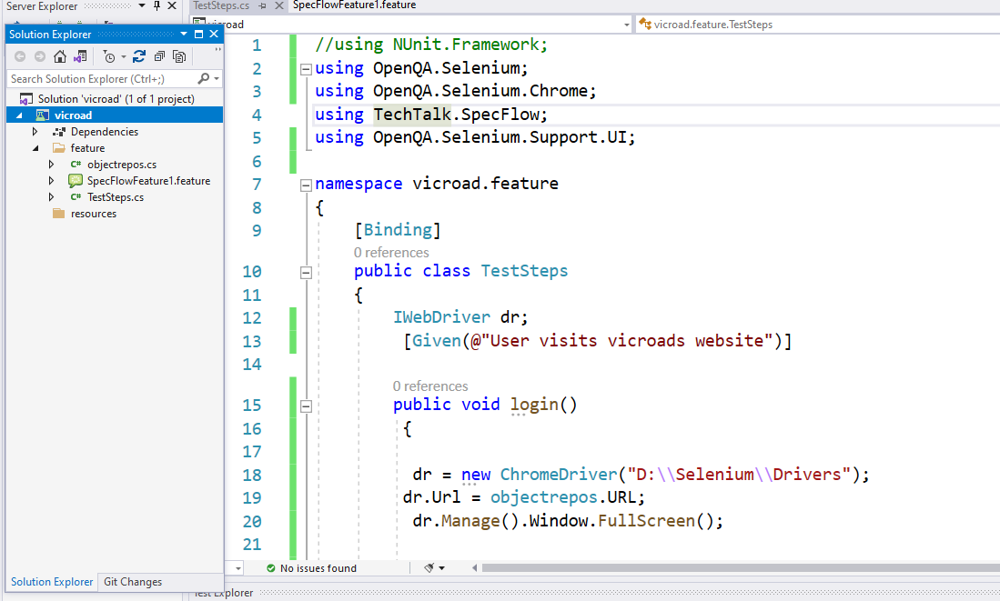 Server Explorer
TestSteps.cs
SpecFlowFeature1.feature
vicroad
vicroad.feature.TestSteps
Solution Explorer
Search Solution Explorer (Ctrl+;)
Solution 'vicroad' (1 of 1 project)
vicroad
Dependencies
feature
C# objectrepos.cs
SpecFlowFeature1.feature
C# TestSteps.cs
resources
Solution Explorer
Git Changes
1 //using NUnit.Framework;
2 using OpenQA.Selenium;
3 using OpenQA.Selenium.Chrome;
4 using TechTalk.SpecFlow;
5 using OpenQA.Selenium.Support.UI;
6
7 namespace vicroad.feature
8 {
9 [Binding]
0 references
10 public class TestSteps
11 {
12 IWebDriver dr;
13 [Given(@"User visits vicroads website")]
14
0 references
15 public void login()
16 {
17
18 dr = new ChromeDriver("D:\\Selenium\\Drivers");
19 dr.Url = objectrepos.URL;
20 dr.Manage().Window.FullScreen();
21
No issues found
Test Explorer